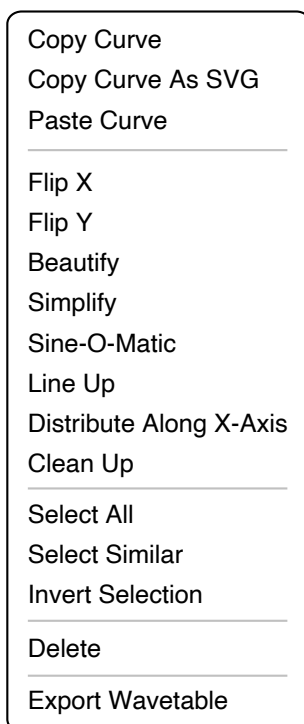 Copy Curve
Copy Curve As SVG
Paste Curve
Flip X
Flip Y
Beautify
Simplify
Sine-O-Matic
Line Up
Distribute Along X-Axis
Clean Up
Select All
Select Similar
Invert Selection
Delete
Export Wavetable